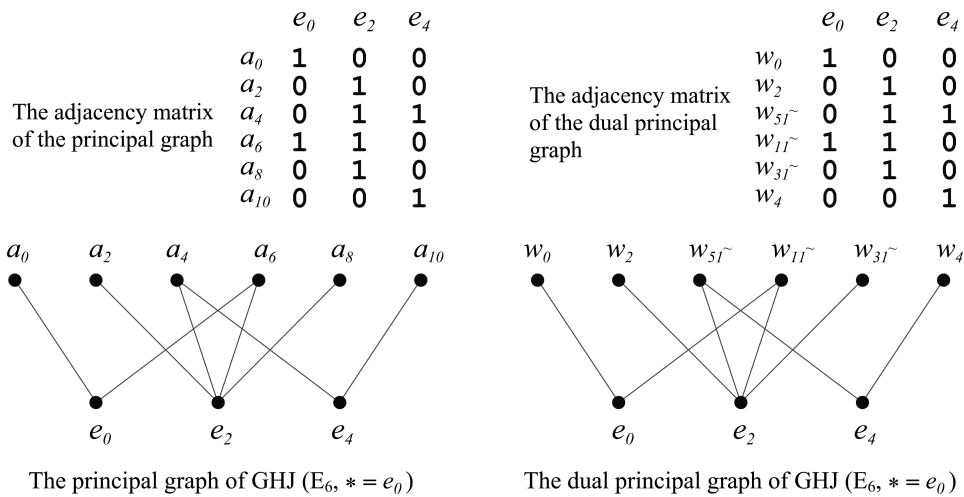 e₀ e₂ e₄
a₀ 1 0 0
a₂ 0 1 0
a₄ 0 1 1
a₆ 1 1 0
a₈ 0 1 0
a₁₀ 0 0 1
The adjacency matrix
of the principal graph
e₀ e₂ e₄
w₀ 1 0 0
w₂ 0 1 0
w₅₁~ 0 1 1
w₁₁~ 1 1 0
w₃₁~ 0 1 0
w₄ 0 0 1
The adjacency matrix
of the dual principal
graph
a₀ a₂ a₄ a₆ a₈ a₁₀
e₀ e₂ e₄
The principal graph of GHJ (E₆, * = e₀)
w₀ w₂ w₅₁~ w₁₁~ w₃₁~ w₄
e₀ e₂ e₄
The dual principal graph of GHJ (E₆, * = e₀)